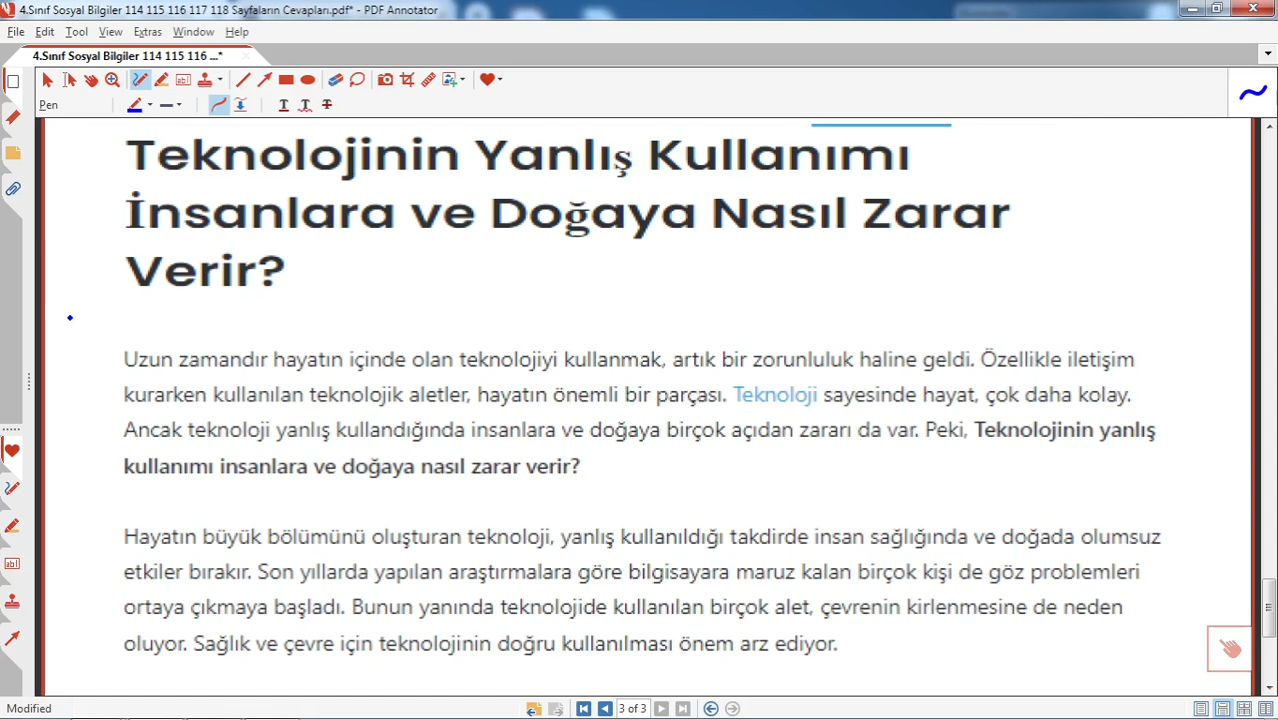 4.Sınıf Sosyal Bilgiler 114 115 116 117 118 Sayfaların Cevapları.pdf* - PDF Annotator
File Edit Tool View Extras Window Help
4.Sınıf Sosyal Bilgiler 114 115 116 ...*
Pen
Teknolojinin Yanlış Kullanımı
İnsanlara ve Doğaya Nasıl Zarar
Verir?
Uzun zamandır hayatın içinde olan teknolojiyi kullanmak, artık bir zorunluluk haline geldi. Özellikle iletişim
kurarken kullanılan teknolojik aletler, hayatın önemli bir parçası. Teknoloji sayesinde hayat, çok daha kolay.
Ancak teknoloji yanlış kullandığında insanlara ve doğaya birçok açıdan zararı da var. Peki, Teknolojinin yanlış
kullanımı insanlara ve doğaya nasıl zarar verir?
Hayatın büyük bölümünü oluşturan teknoloji, yanlış kullanıldığı takdirde insan sağlığında ve doğada olumsuz
etkiler bırakır. Son yıllarda yapılan araştırmalara göre bilgisayara maruz kalan birçok kişi de göz problemleri
ortaya çıkmaya başladı. Bunun yanında teknolojide kullanılan birçok alet, çevrenin kirlenmesine de neden
oluyor. Sağlık ve çevre için teknolojinin doğru kullanılması önem arz ediyor.
Modified
3 of 3